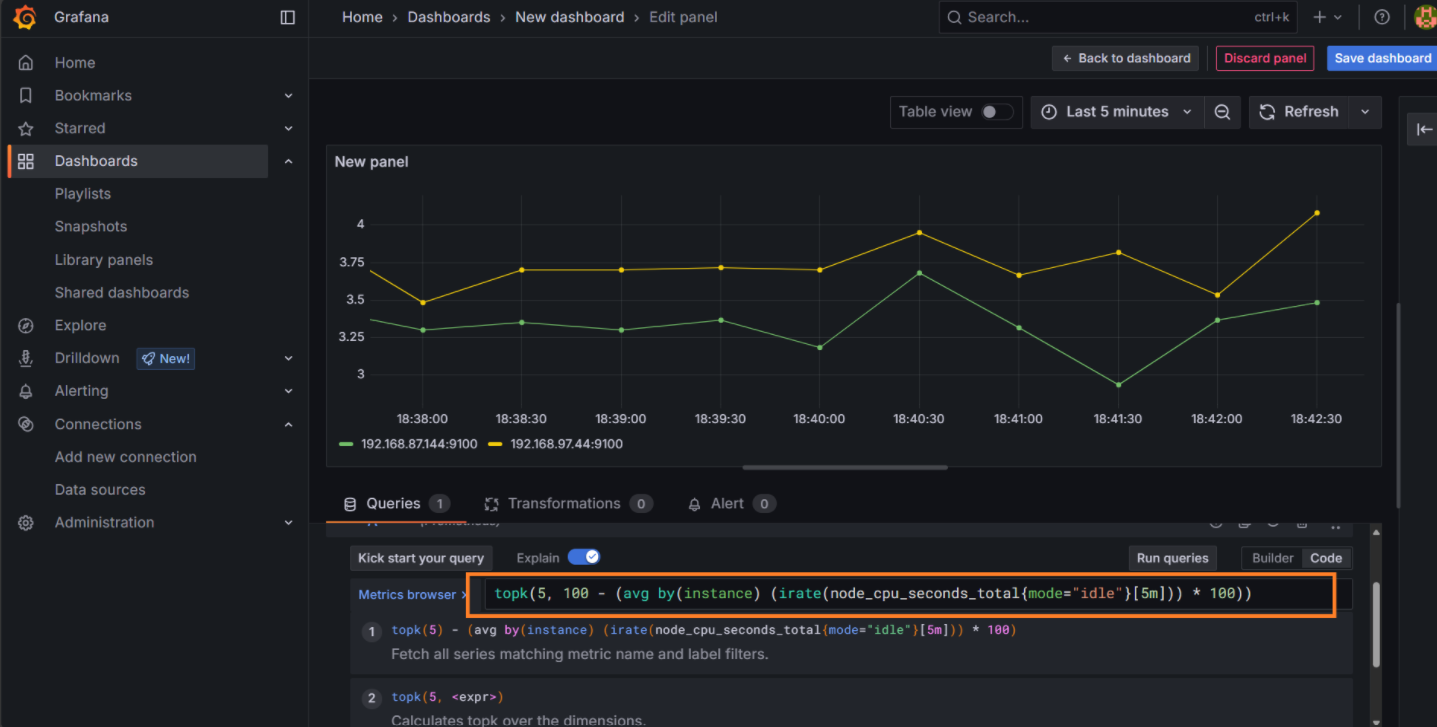 Grafana
Home › Dashboards › New dashboard › Edit panel
Search...
ctrl+k
← Back to dashboard
Discard panel
Save dashboard
Home
Bookmarks
Starred
Dashboards
Playlists
Snapshots
Library panels
Shared dashboards
Explore
Drilldown
New!
Alerting
Connections
Add new connection
Data sources
Administration
Table view
Last 5 minutes
Refresh
New panel
4
3.75
3.5
3.25
3
18:38:00 18:38:30 18:39:00 18:39:30 18:40:00 18:40:30 18:41:00 18:41:30 18:42:00 18:42:30
192.168.87.144:9100 192.168.97.44:9100
Queries 1
Transformations 0
Alert 0
Kick start your query
Explain
Run queries
Builder
Code
Metrics browser ›
topk(5, 100 - (avg by(instance) (irate(node_cpu_seconds_total{mode="idle"}[5m])) * 100))
1 topk(5) - (avg by(instance) (irate(node_cpu_seconds_total{mode="idle"}[5m])) * 100)
Fetch all series matching metric name and label filters.
2 topk(5, <expr>)
Calculates topk over the dimensions.